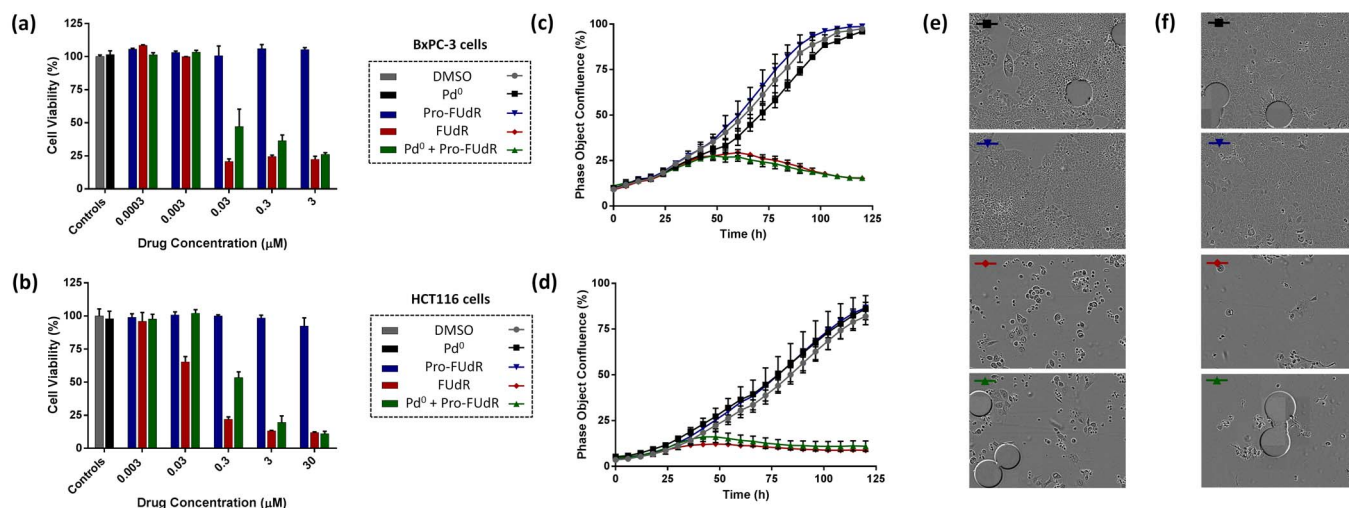 (a)
Cell Viability (%)
125
100
75
50
25
0
Controls
0.0003
0.003
0.03
0.3
3
Drug Concentration (μM)
BxPC-3 cells
DMSO
Pd⁰
Pro-FUdR
FUdR
Pd⁰ + Pro-FUdR
(c)
Phase Object Confluence (%)
100
75
50
25
0
0 25 50 75 100 125
Time (h)
(e)
(f)
(b)
Cell Viability (%)
125
100
75
50
25
0
Controls
0.003
0.03
0.3
3
30
Drug Concentration (μM)
HCT116 cells
DMSO
Pd⁰
Pro-FUdR
FUdR
Pd⁰ + Pro-FUdR
(d)
Phase Object Confluence (%)
100
75
50
25
0
0 25 50 75 100 125
Time (h)